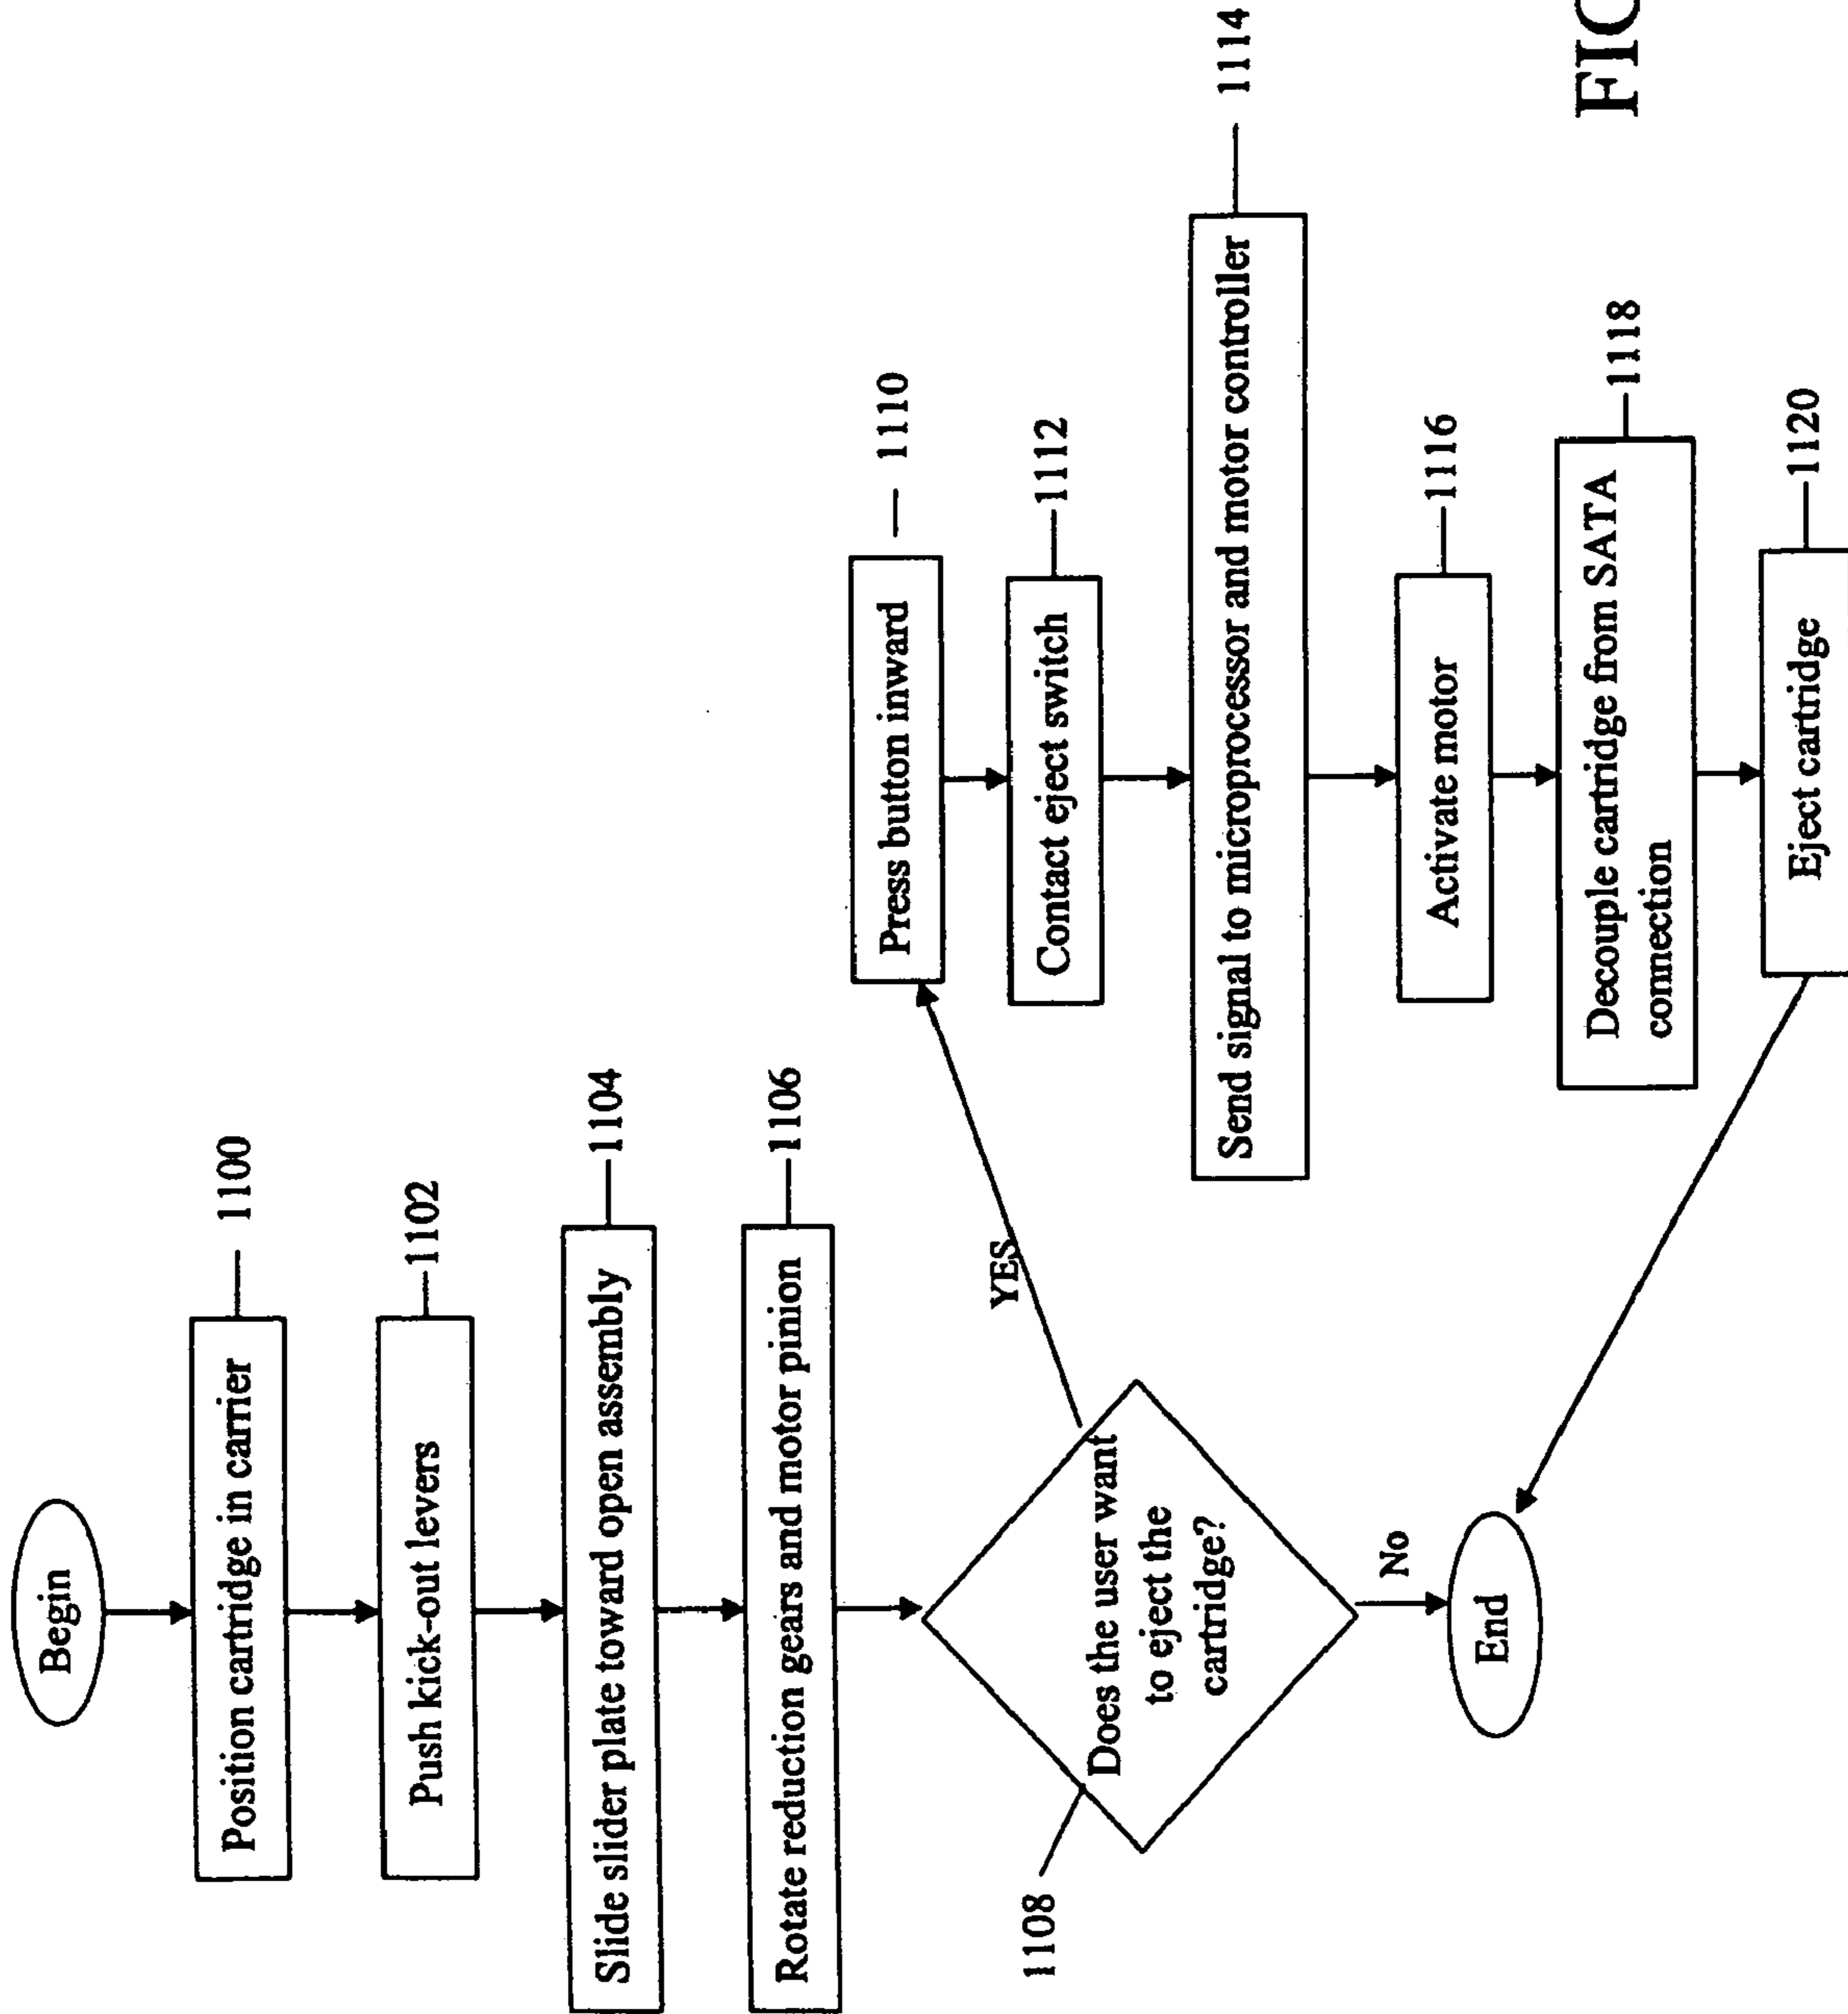 Begin
Position cartridge in carrier
1100
Push kick-out levers
1102
Slide slider plate toward open assembly
1104
Rotate reduction gears and motor pinion
1106
Does the user want
to eject the
cartridge?
1108
YES
No
End
Press button inward
1110
Contact eject switch
1112
Send signal to microprocessor and motor controller
1114
Activate motor
1116
Decouple cartridge from SATA
connection
1118
Eject cartridge
1120